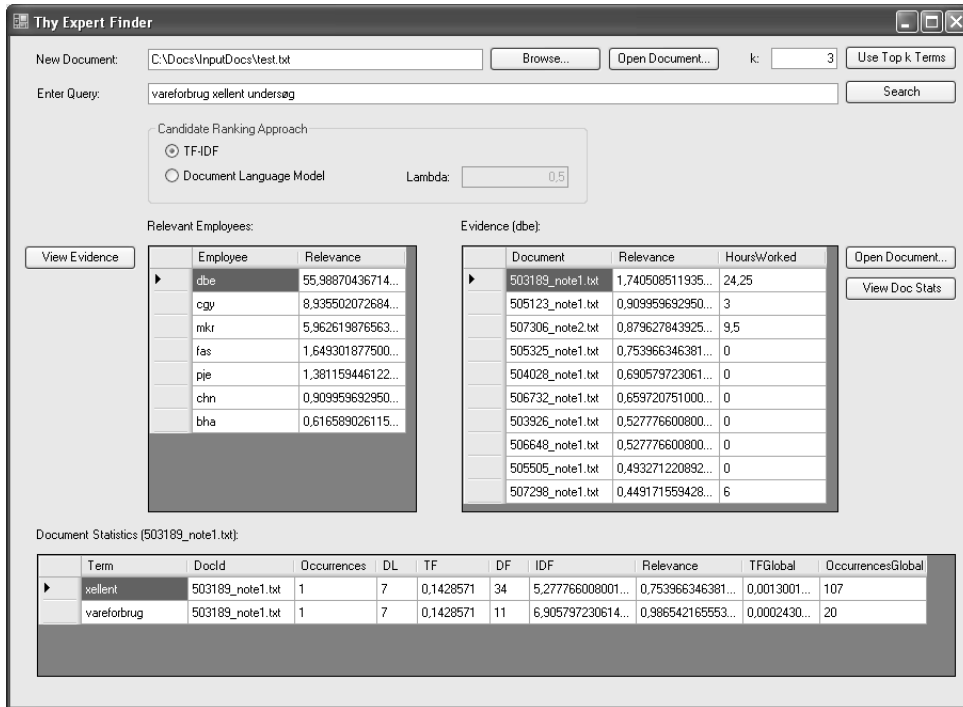 Thy Expert Finder
New Document: C:\Docs\InputDocs\test.txt Browse... Open Document... k: 3 Use Top k Terms
Enter Query: vareforbrug xellent undersøg Search
Candidate Ranking Approach
TF-IDF
Document Language Model Lambda: 0,5
Relevant Employees: Evidence (dbe):
View Evidence Employee Relevance Document Relevance HoursWorked Open Document...
dbe 55,98870436714... 503189_note1.txt 1,740508511935... 24,25
View Doc Stats
cgy 8,935502072684... 505123_note1.txt 0,909959692950... 3
mkr 5,962619876563... 507306_note2.txt 0,879627843925... 9,5
fas 1,649301877500... 505325_note1.txt 0,753966346381... 0
pje 1,381159446122... 504028_note1.txt 0,690579723061... 0
chn 0,909959692950... 506732_note1.txt 0,659720751000... 0
bha 0,616589026115... 503926_note1.txt 0,527776600800... 0
506648_note1.txt 0,527776600800... 0
505505_note1.txt 0,493271220892... 0
507298_note1.txt 0,449171559428... 6
Document Statistics (503189_note1.txt):
Term DocId Occurrences DL TF DF IDF Relevance TFGlobal OccurrencesGlobal
xellent 503189_note1.txt 1 7 0,1428571 34 5,277766008001... 0,753966346381... 0,0013001... 107
vareforbrug 503189_note1.txt 1 7 0,1428571 11 6,905797230614... 0,986542165553... 0,0002430... 20